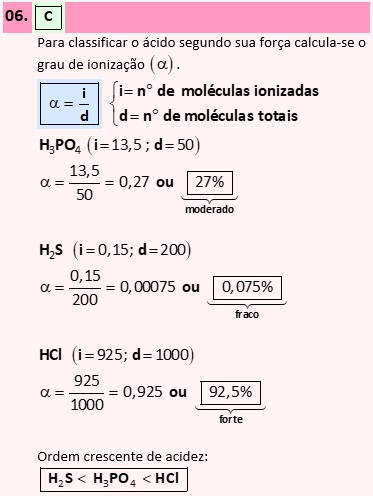 06. C
Para classificar o ácido segundo sua força calcula-se o
grau de ionização (α).
α = i/d { i = n° de moléculas ionizadas
d = n° de moléculas totais
H₃PO₄ (i = 13,5 ; d = 50)
α = 13,5/50 = 0,27 ou 27%
moderado
H₂S (i = 0,15; d = 200)
α = 0,15/200 = 0,00075 ou 0,075%
fraco
HCl (i = 925; d = 1000)
α = 925/1000 = 0,925 ou 92,5%
forte
Ordem crescente de acidez:
H₂S < H₃PO₄ < HCl